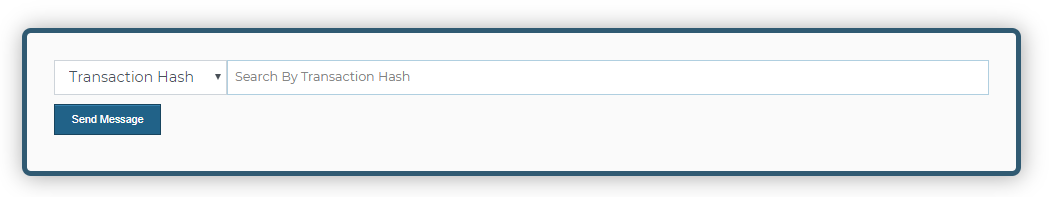 Transaction Hash Search By Transaction Hash
Send Message